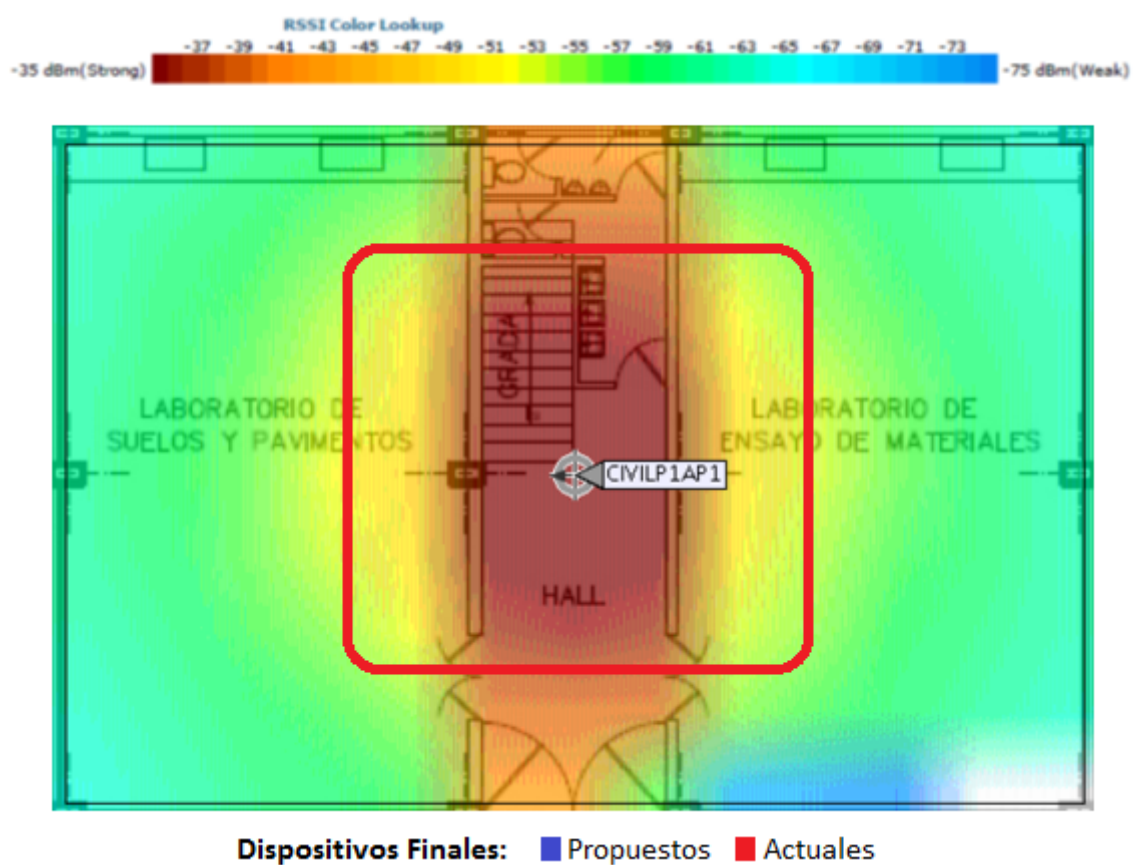 RSSI Color Lookup
-37 -39 -41 -43 -45 -47 -49 -51 -53 -55 -59 -61 -63 -65 -67 -69 -71 -73
-35 dBm(Strong) -75 dBm(Weak)
GRADA
LABORATORIO DE
SUELOS Y PAVIMENTOS
LABORATORIO DE
ENSAYO DE MATERIALES
CIVILP1AP1
HALL
Dispositivos Finales: Propuestos Actuales